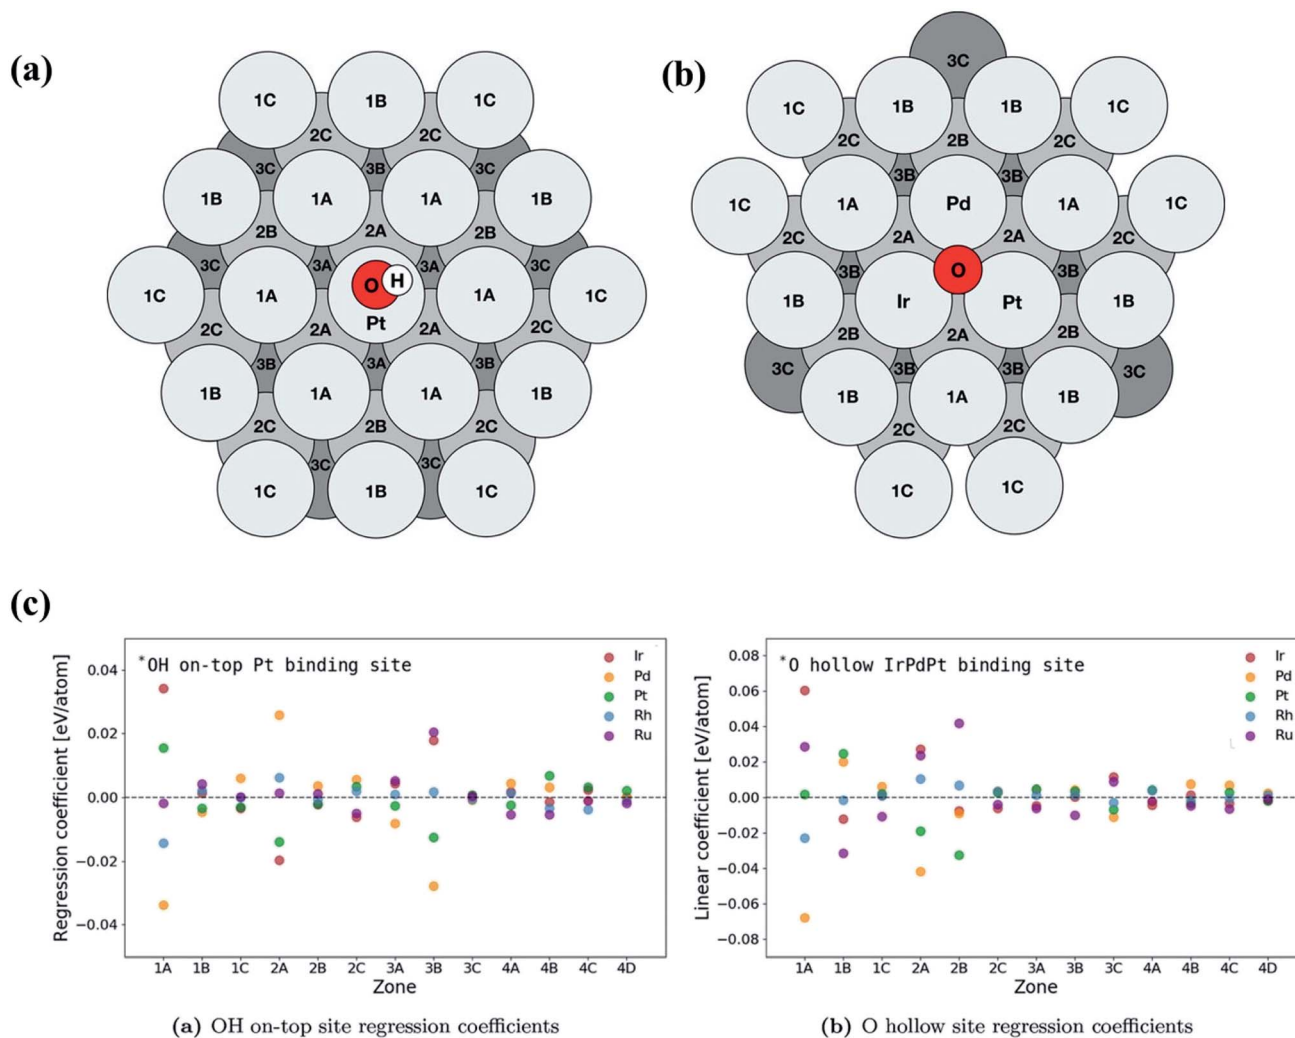 (a)
1C 1B 1C
2C 2C
3C 3B 3C
1B 1A 1A 1B
2B 2A 2B
3C 3A 3A 3C
1C 1A O H 1A 1C
Pt
2C 2A 2A 2C
3B 3A 3B
1B 1A 1A 1B
2C 2B 2C
3C 3C
1C 1B 1C
(b)
3C
1C 1B 1B 1C
2C 2B 2C
3B 3B
1C 1A Pd 1A 1C
2C 2A 2A 2C
3B O 3B
1B Ir Pt 1B
2B 2A 2B
3C 3B 3B 3C
1B 1A 1B
2C 2C
1C 1C
(c)
*OH on-top Pt binding site
Ir
Pd
Pt
Rh
Ru
Regression coefficient [eV/atom]
0.04
0.02
0.00
−0.02
−0.04
1A 1B 1C 2A 2B 2C 3A 3B 3C 4A 4B 4C 4D
Zone
(a) OH on-top site regression coefficients
*O hollow IrPdPt binding site
Ir
Pd
Pt
Rh
Ru
Linear coefficient [eV/atom]
0.08
0.06
0.04
0.02
0.00
−0.02
−0.04
−0.06
−0.08
1A 1B 1C 2A 2B 2C 3A 3B 3C 4A 4B 4C 4D
Zone
(b) O hollow site regression coefficients